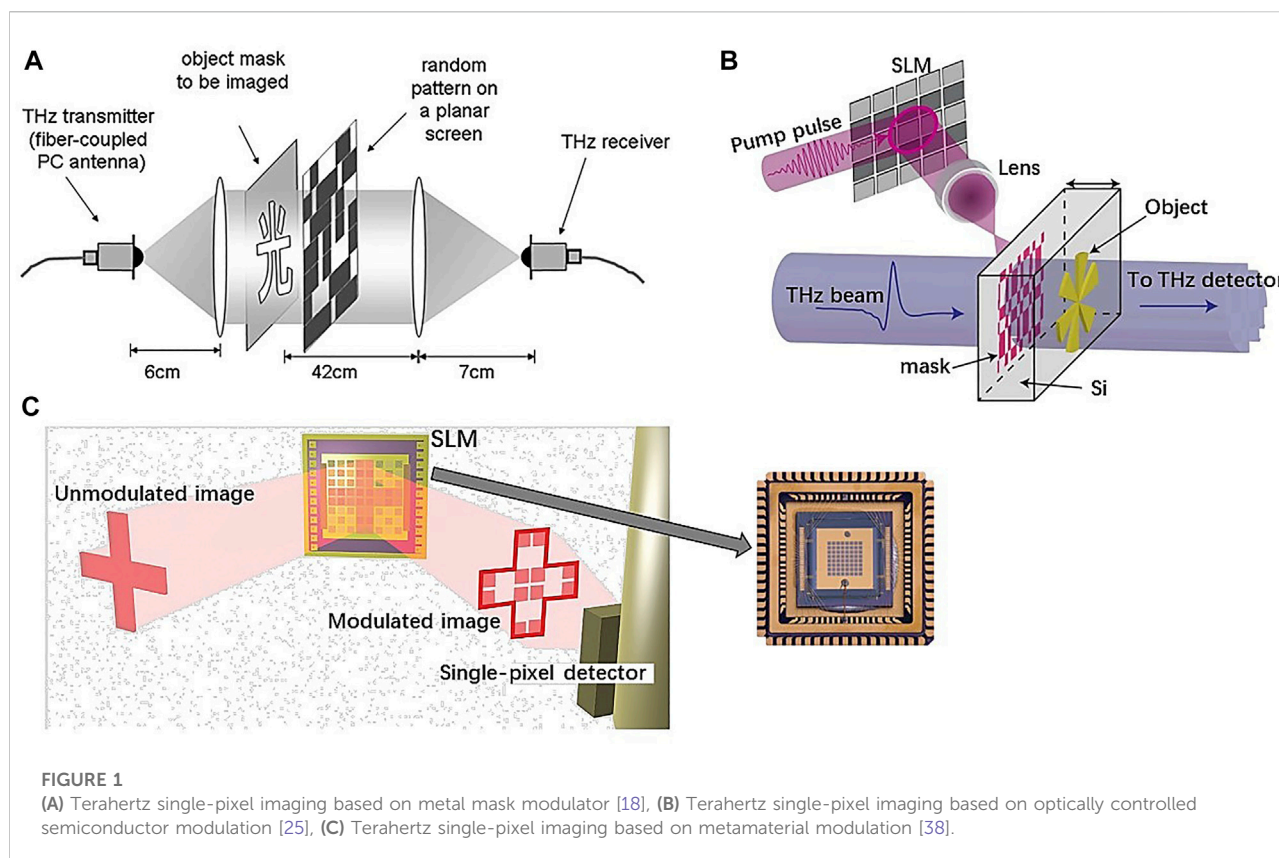 A
object mask
to be imaged
random
pattern on
a planar
screen
THz transmitter
(fiber-coupled
PC antenna)
THz receiver
光
6cm
42cm
7cm
B
SLM
Pump pulse
Lens
Object
THz beam
To THz detector
mask
Si
C
SLM
Unmodulated image
Modulated image
Single-pixel detector
FIGURE 1
(A) Terahertz single-pixel imaging based on metal mask modulator [18], (B) Terahertz single-pixel imaging based on optically controlled
semiconductor modulation [25], (C) Terahertz single-pixel imaging based on metamaterial modulation [38].